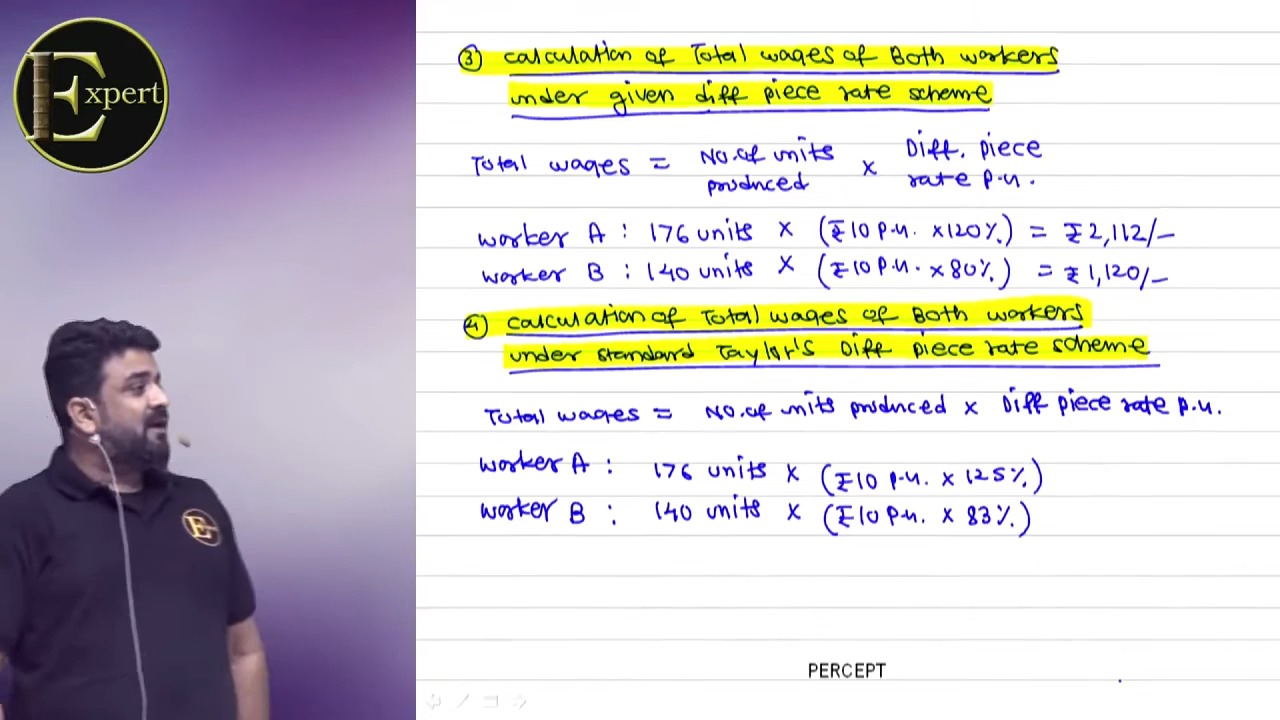 Expert
③ Calculation of Total wages of Both workers
under given diff piece rate scheme
Total wages = No. of units produced × Diff. piece rate p.u.
worker A : 176 units × (₹10 p.u. × 120%) = ₹2,112/-
worker B : 140 units × (₹10 p.u. × 80%) = ₹1,120/-
④ Calculation of Total wages of Both workers
under standard Taylor's Diff piece rate scheme
Total wages = No. of units produced × Diff piece rate p.u.
worker A : 176 units × (₹10 p.u. × 125%)
worker B : 140 units × (₹10 p.u. × 83%)
E
PERCEPT